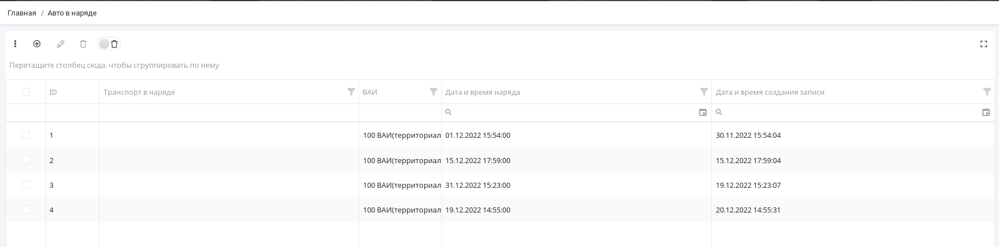 Главная / Авто в наряде
Перетащите столбец сюда, чтобы сгруппировать по нему
ID Транспорт в наряде ВАИ Дата и время наряда Дата и время создания записи
1 100 ВАИ(территориал 01.12.2022 15:54:00 30.11.2022 15:54:04
2 100 ВАИ(территориал 15.12.2022 17:59:00 15.12.2022 17:59:04
3 100 ВАИ(территориал 31.12.2022 15:23:00 19.12.2022 15:23:07
4 100 ВАИ(территориал 19.12.2022 14:55:00 20.12.2022 14:55:31